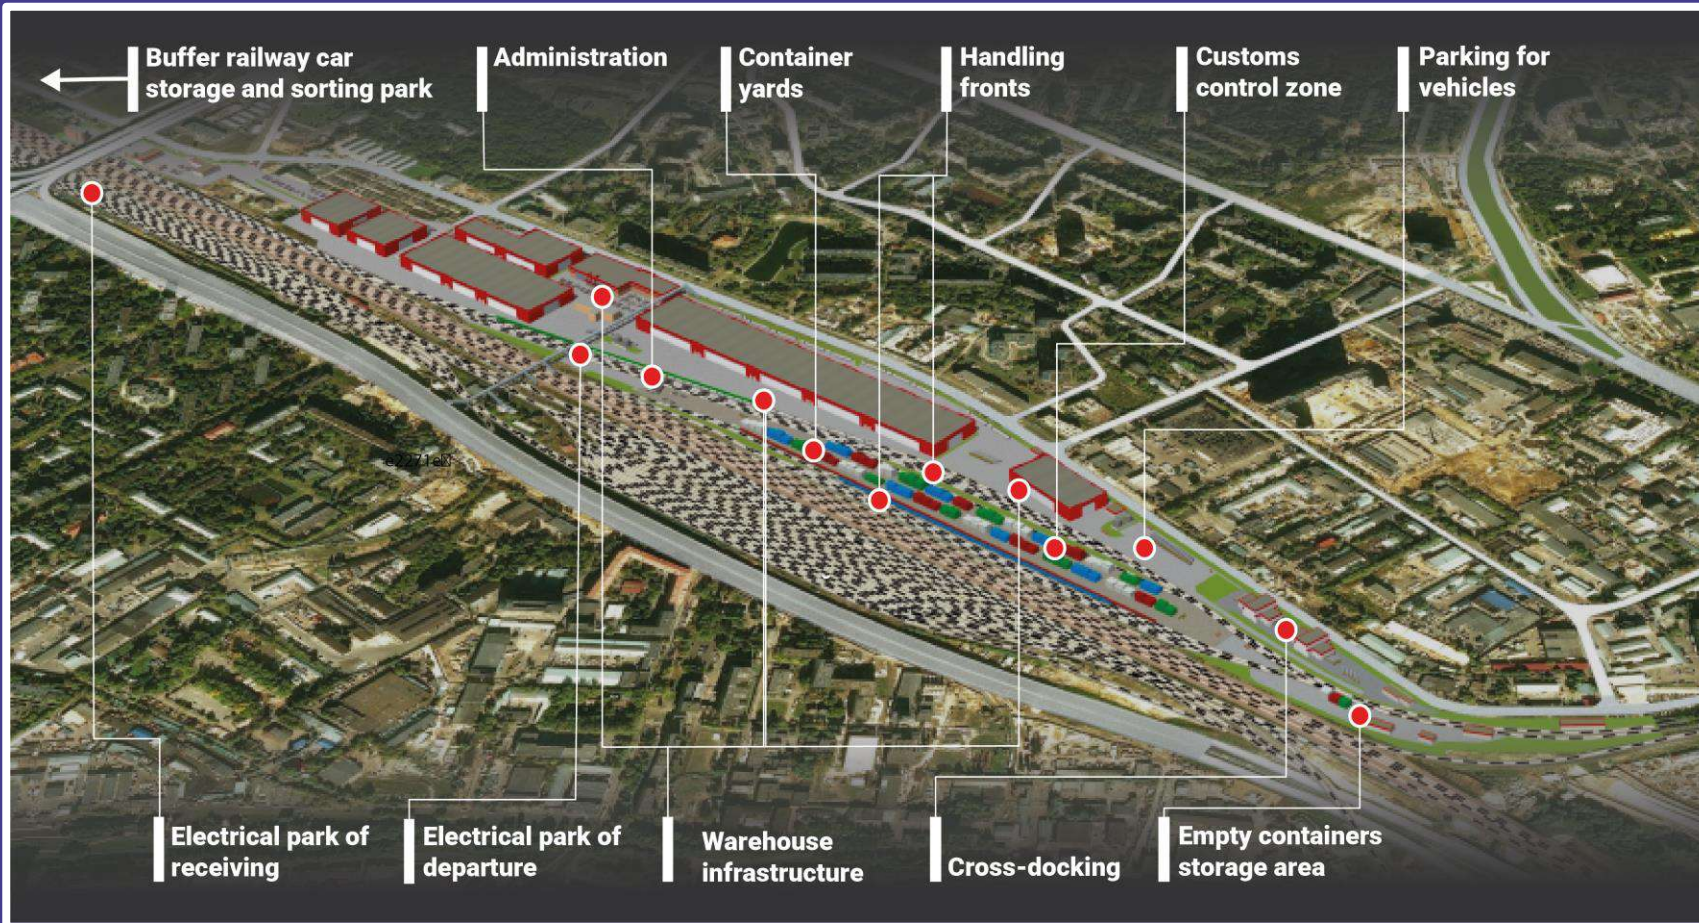 Buffer railway car
storage and sorting park
Administration
Container
yards
Handling
fronts
Customs
control zone
Parking for
vehicles
Electrical park of
receiving
Electrical park of
departure
Warehouse
infrastructure
Cross-docking
Empty containers
storage area